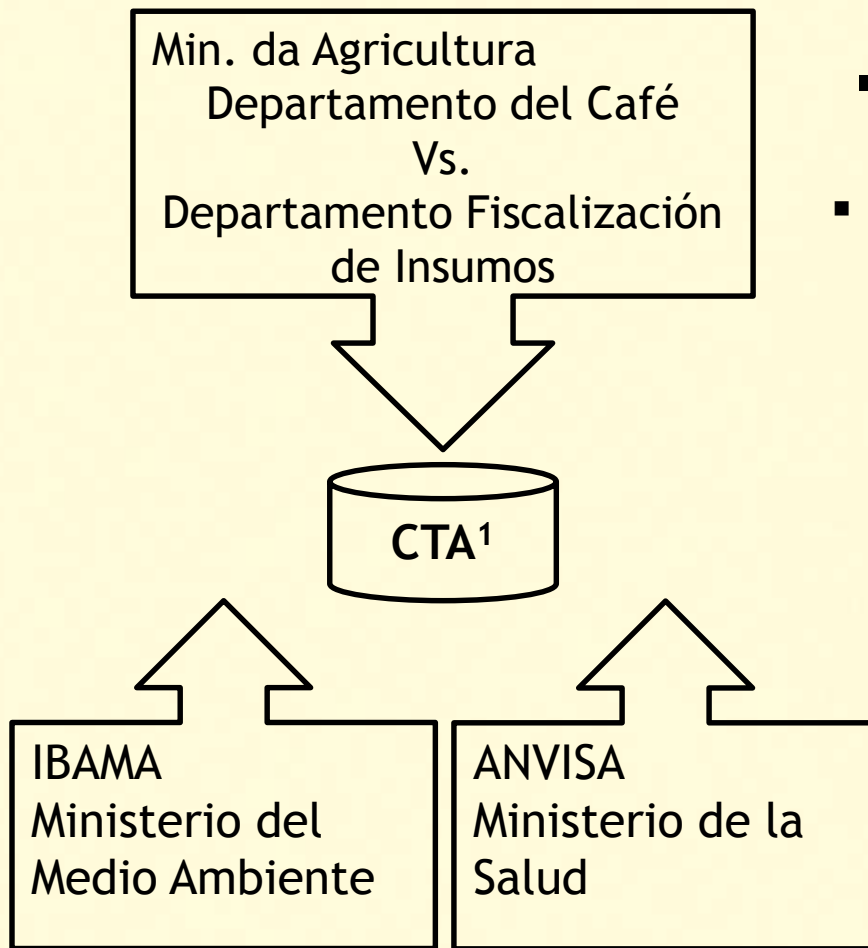 Min. da Agricultura
Departamento del Café
Vs.
Departamento Fiscalización
de Insumos
CTA¹
IBAMA
Ministerio del
Medio Ambiente
ANVISA
Ministerio de la
Salud